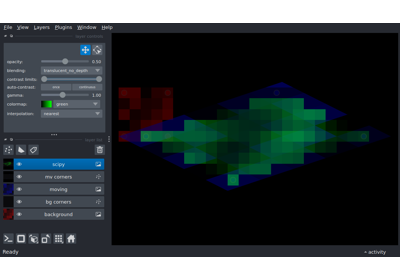 File View Layers Plugins Window Help
opacity: 0.50
blending: translucent_no_depth
contrast limits:
auto-contrast: once continuous
gamma: 1.00
colormap: green
interpolation: nearest
scipy
mv corners
moving
bg corners
background
Ready
activity